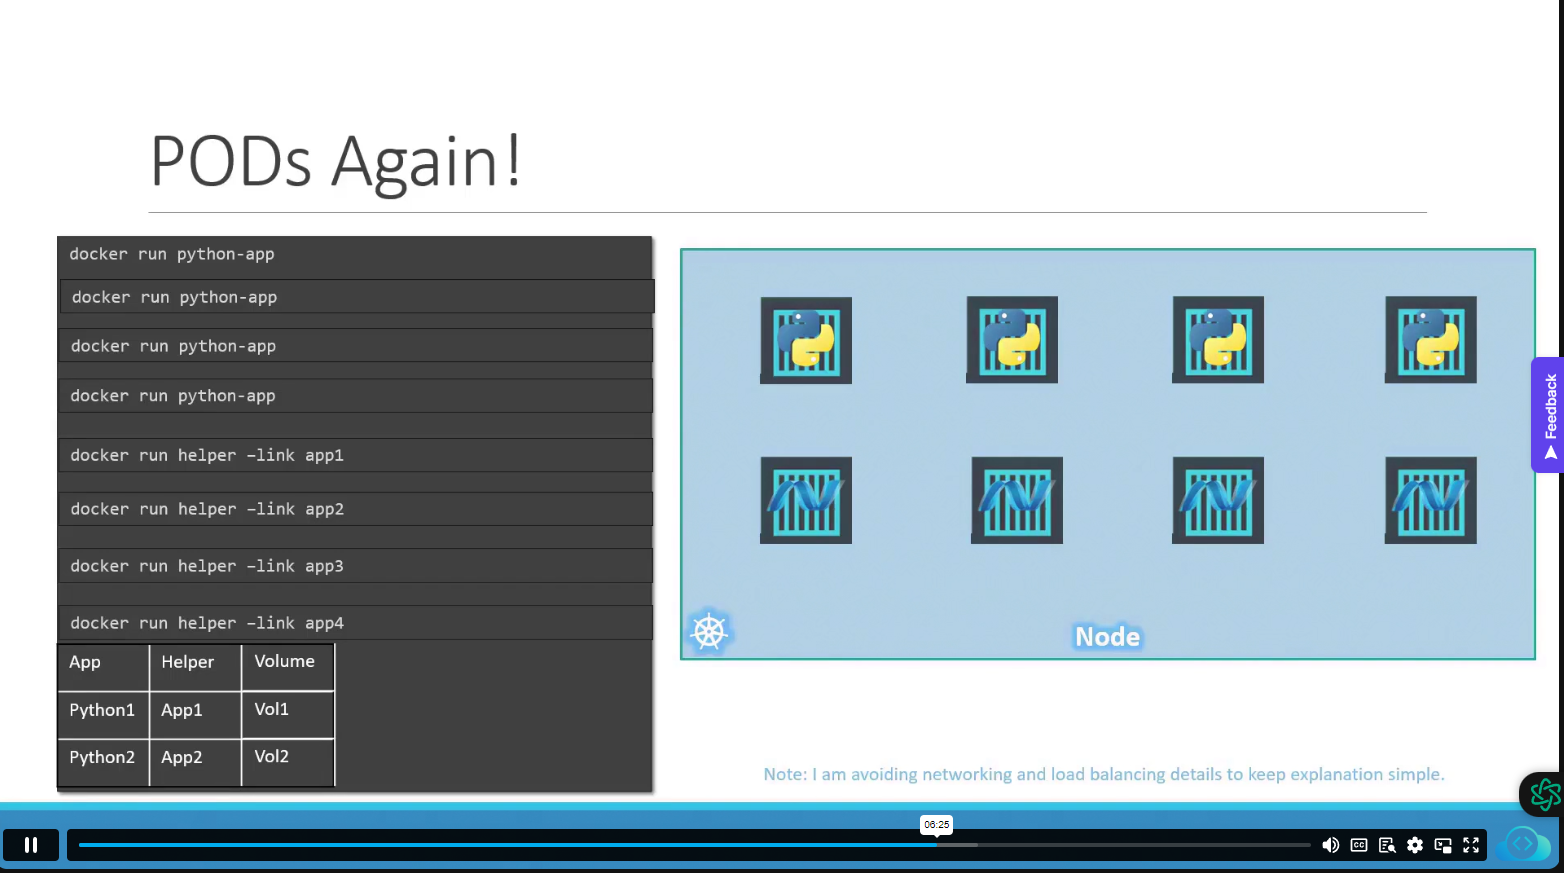 PODs Again!
docker run python-app
docker run python-app
docker run python-app
docker run python-app
docker run helper –link app1
docker run helper –link app2
docker run helper –link app3
docker run helper –link app4
App Helper Volume
Python1 App1 Vol1
Python2 App2 Vol2
Node
Note: I am avoiding networking and load balancing details to keep explanation simple.
Feedback
06:25
CC